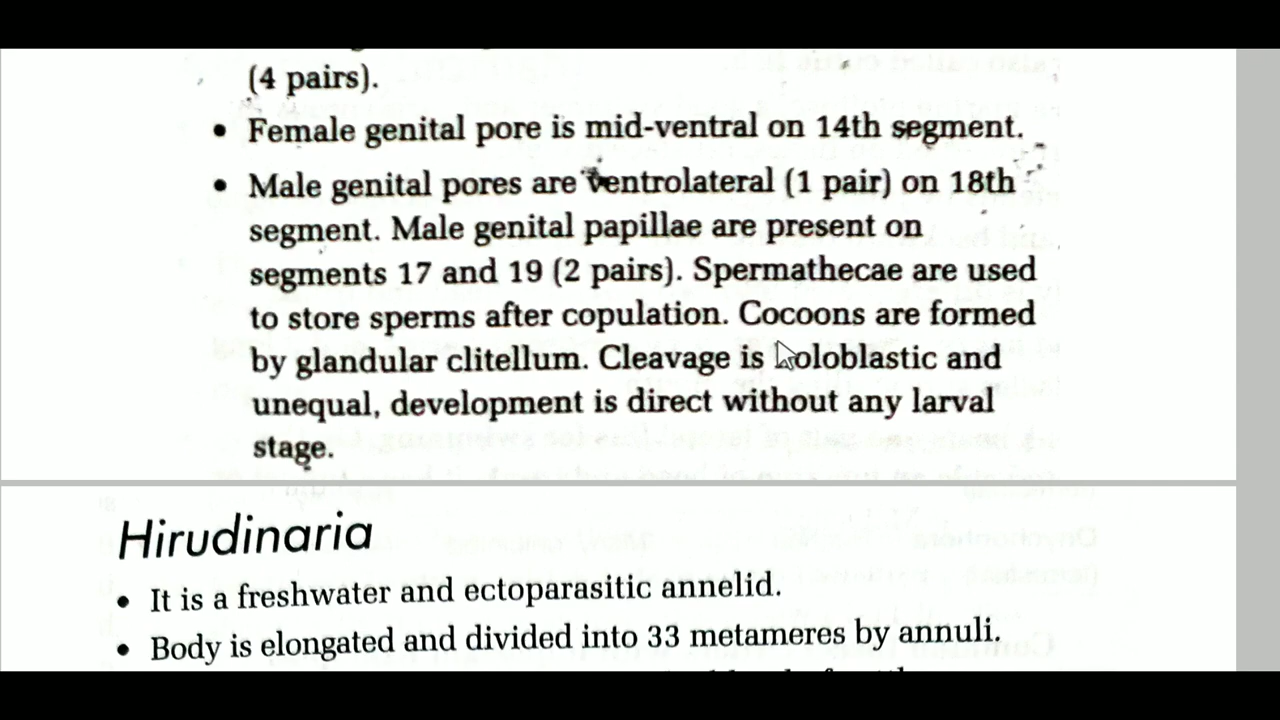 (4 pairs).
• Female genital pore is mid-ventral on 14th segment.
• Male genital pores are ventrolateral (1 pair) on 18th
segment. Male genital papillae are present on
segments 17 and 19 (2 pairs). Spermathecae are used
to store sperms after copulation. Cocoons are formed
by glandular clitellum. Cleavage is holoblastic and
unequal, development is direct without any larval
stage.
Hirudinaria
• It is a freshwater and ectoparasitic annelid.
• Body is elongated and divided into 33 metameres by annuli.